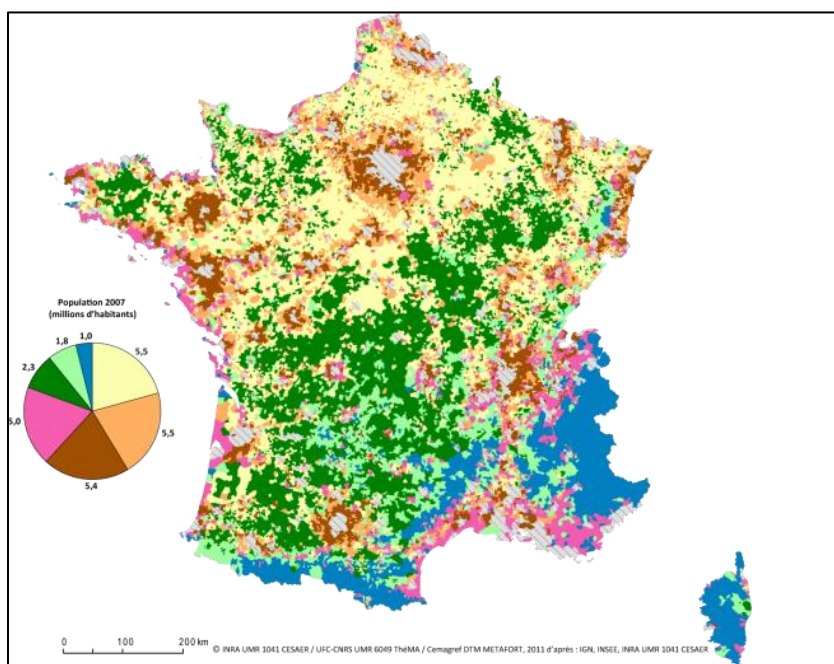 Population 2007
(millions d'habitants)
1,8 1,0
5,5
2,3
5,0
5,5
5,4
0 100 200 km
© INRA UMR 1041 CESAER / UFC-CNRS UMR 6049 ThéMA / Cemagref DTM METAFORT, 2011 d'après : IGN, INSEE, INRA UMR 1041 CESAER